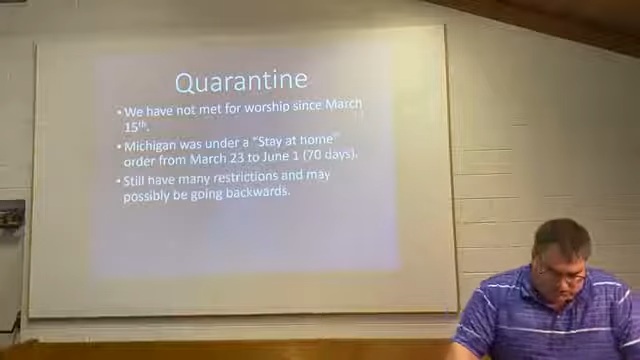 Quarantine
• We have not met for worship since March
15th.
• Michigan was under a "Stay at home"
order from March 23 to June 1 (70 days).
• Still have many restrictions and may
possibly be going backwards.